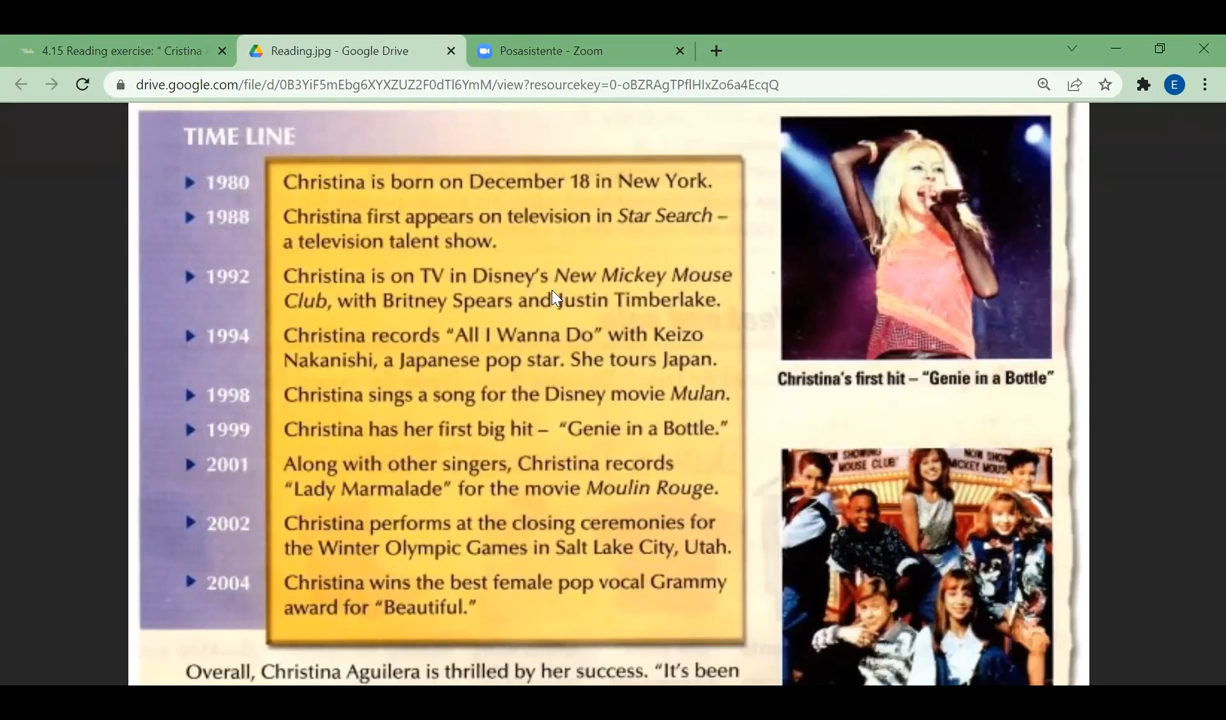 4.15 Reading exercise: " Cristina
Reading.jpg - Google Drive
Posasistente - Zoom
drive.google.com/file/d/0B3YiF5mEbg6XYXZUZ2F0dTl6YmM/view?resourcekey=0-oBZRAgTPflHIxZo6a4EcqQ
E
TIME LINE
1980 Christina is born on December 18 in New York.
1988 Christina first appears on television in Star Search –
a television talent show.
1992 Christina is on TV in Disney's New Mickey Mouse
Club, with Britney Spears and Justin Timberlake.
1994 Christina records "All I Wanna Do" with Keizo
Nakanishi, a Japanese pop star. She tours Japan.
1998 Christina sings a song for the Disney movie Mulan.
1999 Christina has her first big hit – "Genie in a Bottle."
2001 Along with other singers, Christina records
"Lady Marmalade" for the movie Moulin Rouge.
2002 Christina performs at the closing ceremonies for
the Winter Olympic Games in Salt Lake City, Utah.
2004 Christina wins the best female pop vocal Grammy
award for "Beautiful."
Overall, Christina Aguilera is thrilled by her success. "It's been
Christina's first hit – "Genie in a Bottle"
MOUSE CLUB